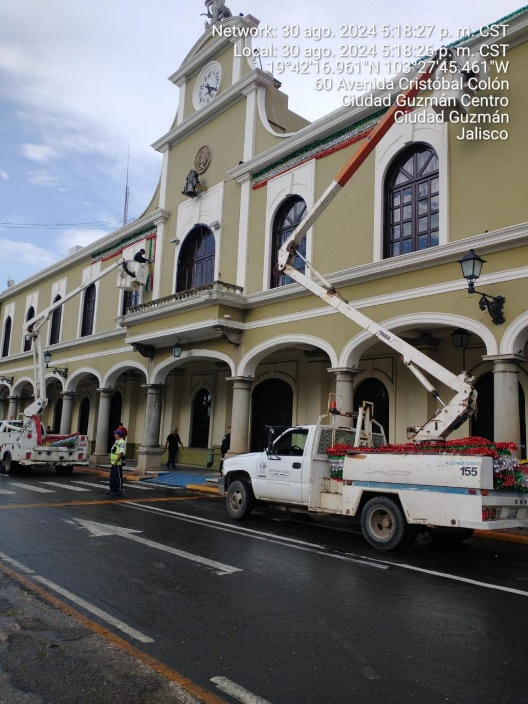 Network: 30 ago. 2024 5:18:27 p. m. CST
Local: 30 ago. 2024 5:18:26 p. m. CST
19°42'16.961"N 103°27'45.461"W
60 Avenida Cristóbal Colón
Ciudad Guzmán Centro
Ciudad Guzmán
Jalisco
ALUMBRADO
155